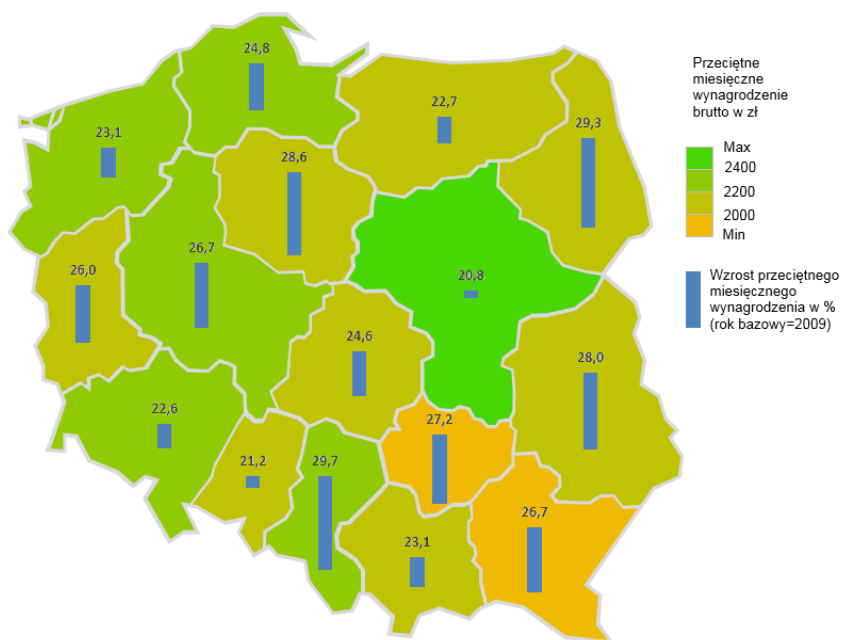 24,8
22,7
29,3
23,1
28,6
26,7
26,0
20,8
24,6
28,0
22,6
27,2
21,2
29,7
26,7
23,1
Przeciętne
miesięczne
wynagrodzenie
brutto w zł
Max
2400
2200
2000
Min
Wzrost przeciętnego
miesięcznego
wynagrodzenia w %
(rok bazowy=2009)